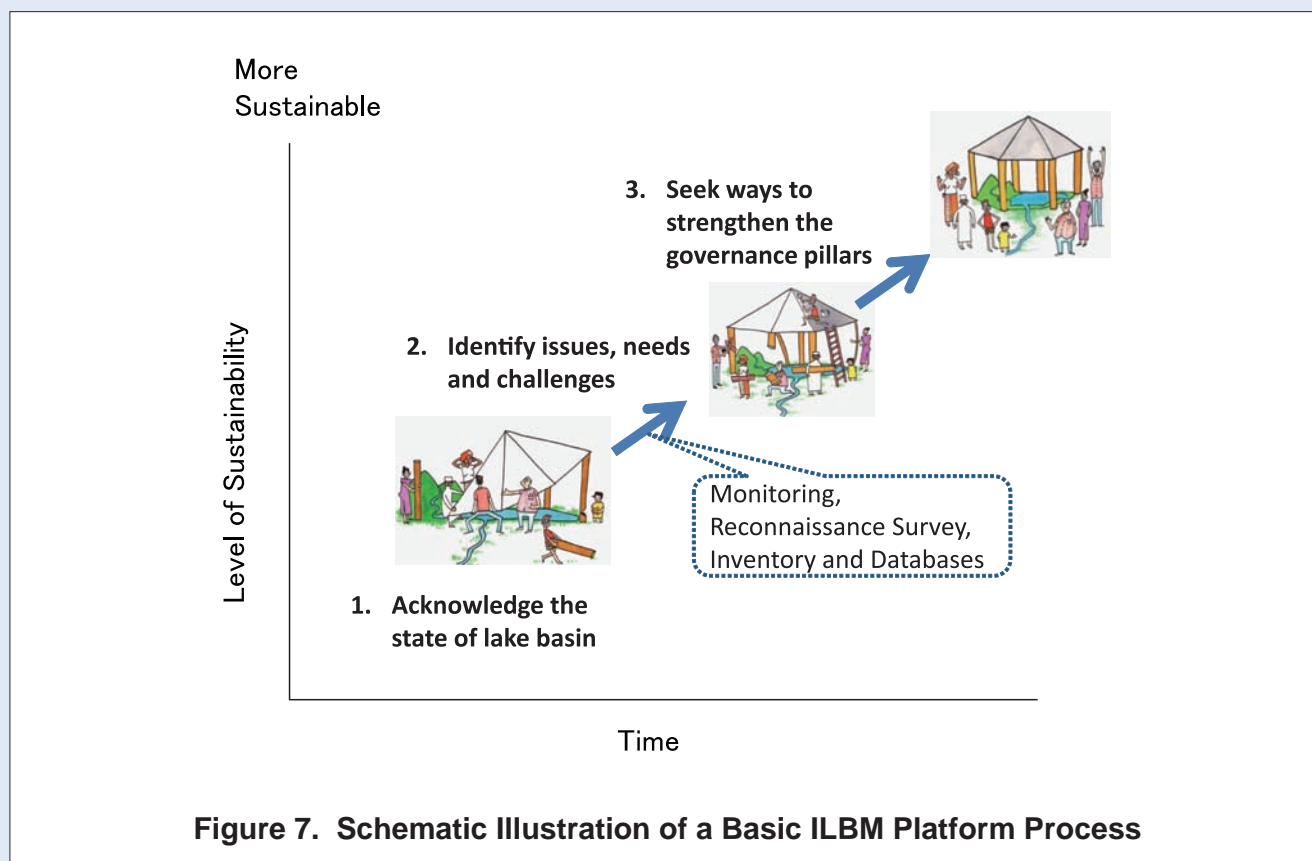 More
Sustainable
3. Seek ways to
strengthen the
governance pillars
2. Identify issues, needs
and challenges
Level of Sustainability
Monitoring,
Reconnaissance Survey,
Inventory and Databases
1. Acknowledge the
state of lake basin
Time
Figure 7. Schematic Illustration of a Basic ILBM Platform Process